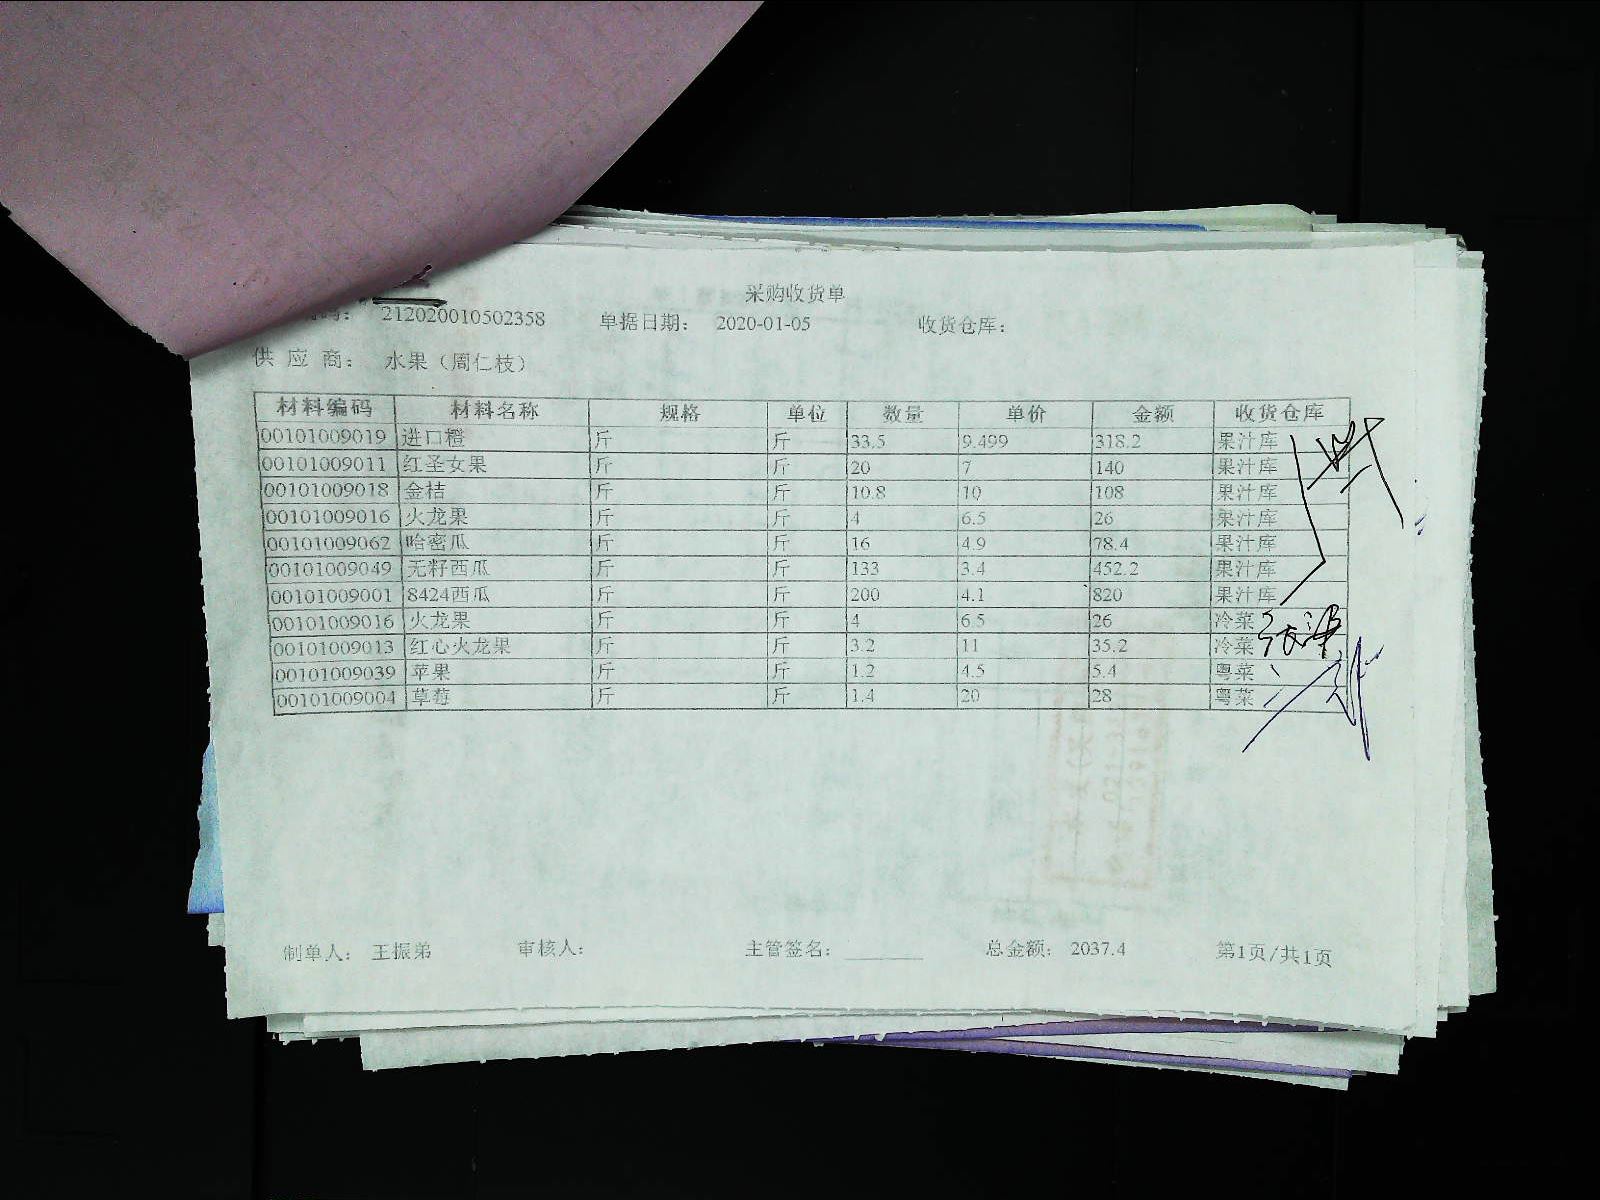 采购收货单
码： 212020010502358 单据日期： 2020-01-05 收货仓库：
供 应 商： 水果（周仁枝）
材料编码 材料名称 规格 单位 数量 单价 金额 收货仓库
00101009019 进口橙 斤 斤 33.5 9.499 318.2 果汁库
00101009011 红圣女果 斤 斤 20 7 140 果汁库
00101009018 金桔 斤 斤 10.8 10 108 果汁库
00101009016 火龙果 斤 斤 4 6.5 26 果汁库
00101009062 哈密瓜 斤 斤 16 4.9 78.4 果汁库
00101009049 无籽西瓜 斤 斤 133 3.4 452.2 果汁库
00101009001 8424西瓜 斤 斤 200 4.1 820 果汁库
00101009016 火龙果 斤 斤 4 6.5 26 冷菜
00101009013 红心火龙果 斤 斤 3.2 11 35.2 冷菜
00101009039 苹果 斤 斤 1.2 4.5 5.4 粤菜
00101009004 草莓 斤 斤 1.4 20 28 粤菜
制单人： 王振弟 审核人： 主管签名： 总金额： 2037.4 第1页/共1页